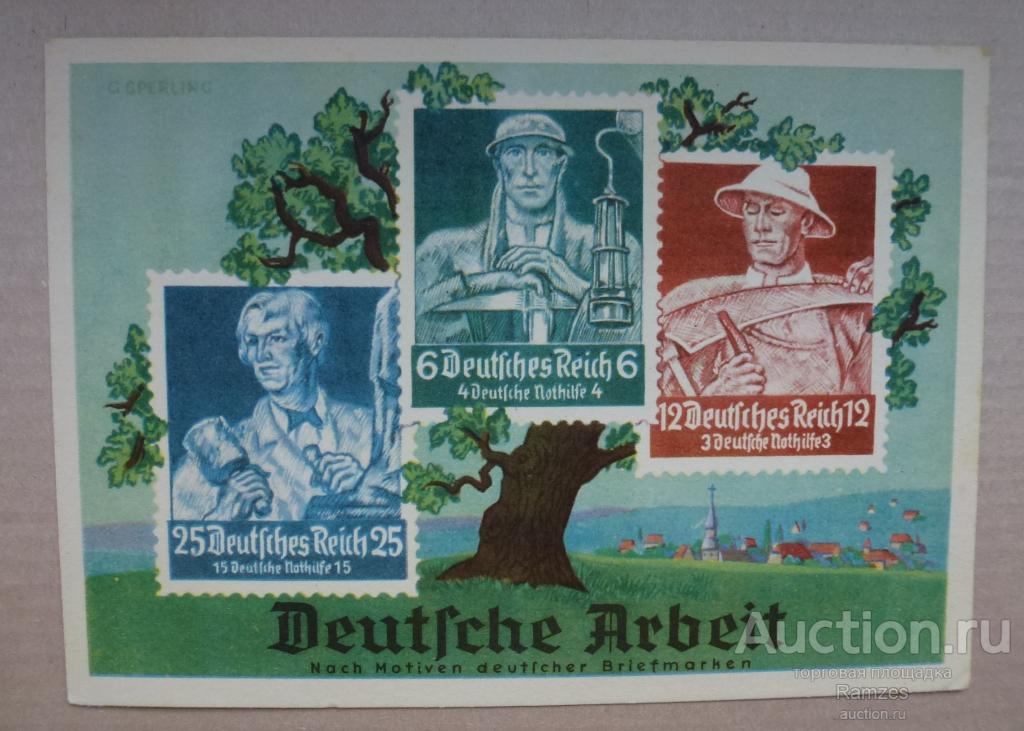 G SPERLING
6 Deutſches Reich 6
4 Deutſche Nothilfe 4
12 Deutſches Reich 12
3 Deutſche Nothilfe 3
25 Deutſches Reich 25
15 Deutſche Nothilfe 15
Deutſche Arbeit
Nach Motiven deutſcher Briefmarken
Auction.ru
торговая площадка
Ramzes
auction.ru